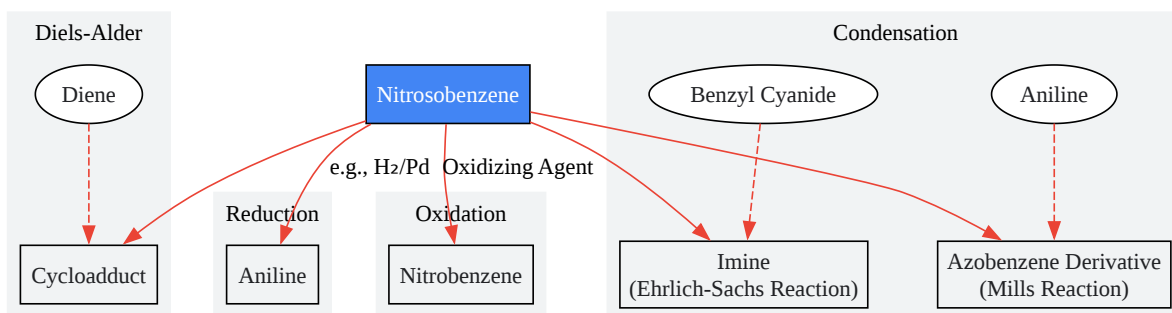 Diels-Alder
Condensation
Diene
Nitrosobenzene
Benzyl Cyanide
Aniline
e.g., H₂/Pd
Oxidizing Agent
Reduction
Oxidation
Cycloadduct
Aniline
Nitrobenzene
Imine
(Ehrlich-Sachs Reaction)
Azobenzene Derivative
(Mills Reaction)